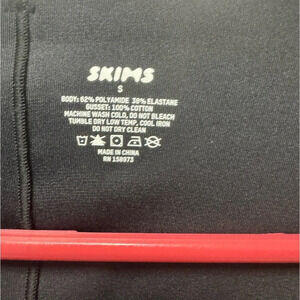 SKIMS
S
BODY: 62% POLYAMIDE 38% ELASTANE
GUSSET: 100% COTTON
MACHINE WASH COLD, DO NOT BLEACH
TUMBLE DRY LOW TEMP, COOL IRON
DO NOT DRY CLEAN
MADE IN CHINA
RN 158973